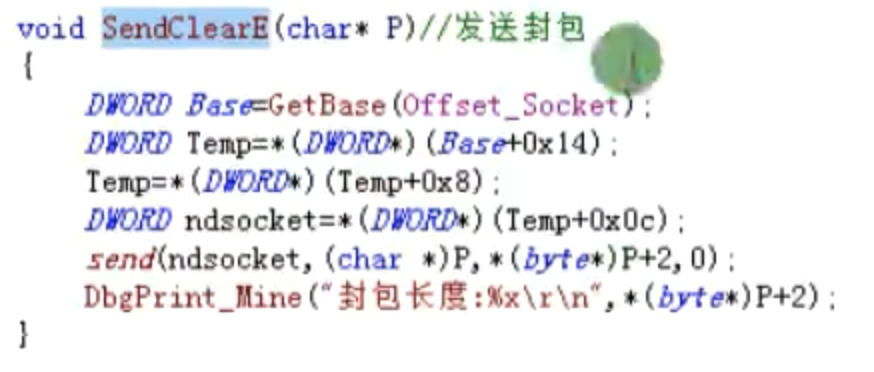 void SendClearE(char* P)//发送封包
{
DWORD Base=GetBase(Offset_Socket);
DWORD Temp=*(DWORD*)(Base+0x14);
Temp=*(DWORD*)(Temp+0x8);
DWORD ndsocket=*(DWORD*)(Temp+0x0c);
send(ndsocket,(char *)P,*(byte*)P+2,0);
DbgPrint_Mine("封包长度:%x\r\n",*(byte*)P+2);
}